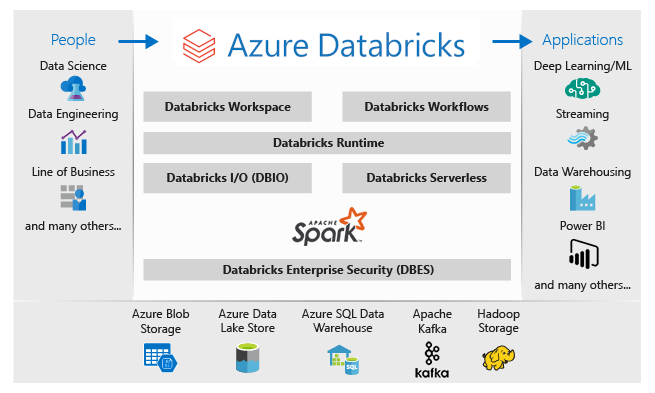 People
Azure Databricks
Applications
Data Science
Data Engineering
Line of Business
and many others...
Databricks Workspace
Databricks Workflows
Databricks Runtime
Databricks I/O (DBIO)
Databricks Serverless
APACHE
Spark™
Databricks Enterprise Security (DBES)
Deep Learning/ML
Streaming
Data Warehousing
Power BI
and many others...
Azure Blob
Storage
Azure Data
Lake Store
Azure SQL Data
Warehouse
SQL
Apache
Kafka
kafka
Hadoop
Storage